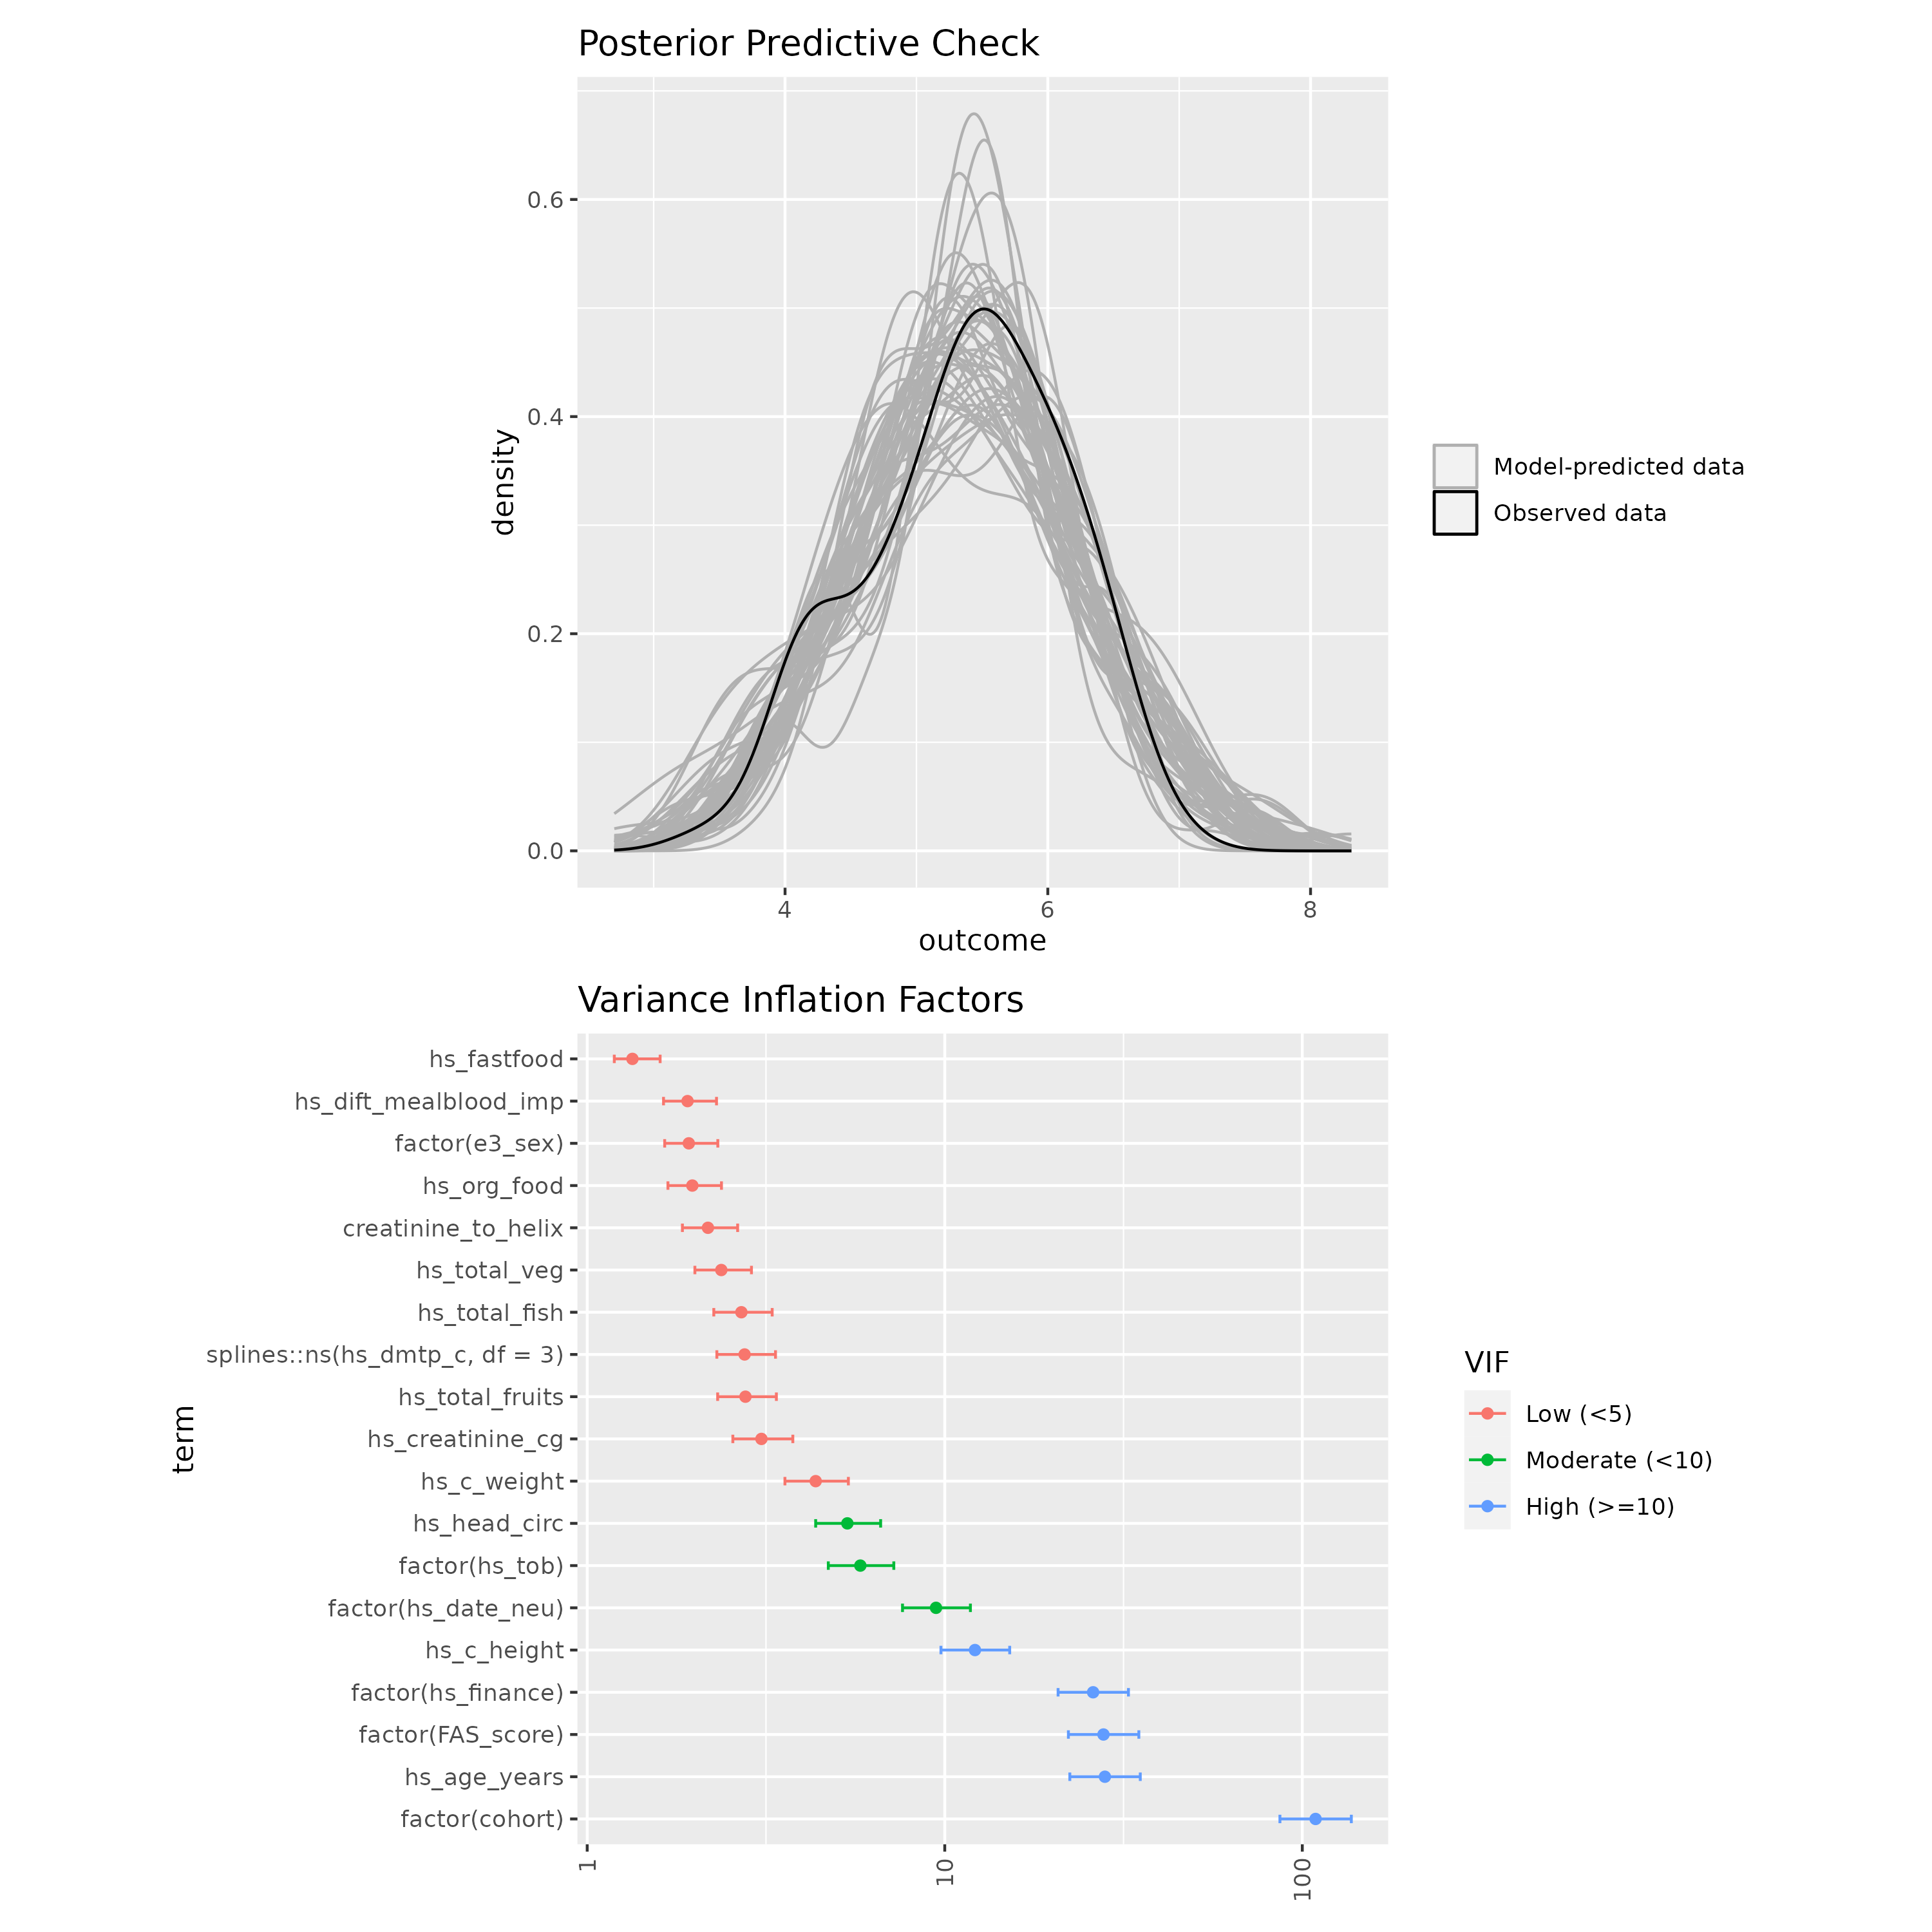 Posterior Predictive Check
0.6
0.4
0.2
0.0
density
4
6
8
outcome
Model-predicted data
Observed data
Variance Inflation Factors
hs_fastfood
hs_dift_mealblood_imp
factor(e3_sex)
hs_org_food
creatinine_to_helix
hs_total_veg
hs_total_fish
splines::ns(hs_dmtp_c, df = 3)
hs_total_fruits
hs_creatinine_cg
hs_c_weight
hs_head_circ
factor(hs_tob)
factor(hs_date_neu)
hs_c_height
factor(hs_finance)
factor(FAS_score)
hs_age_years
factor(cohort)
term
1
10
100
VIF
Low (<5)
Moderate (<10)
High (>=10)